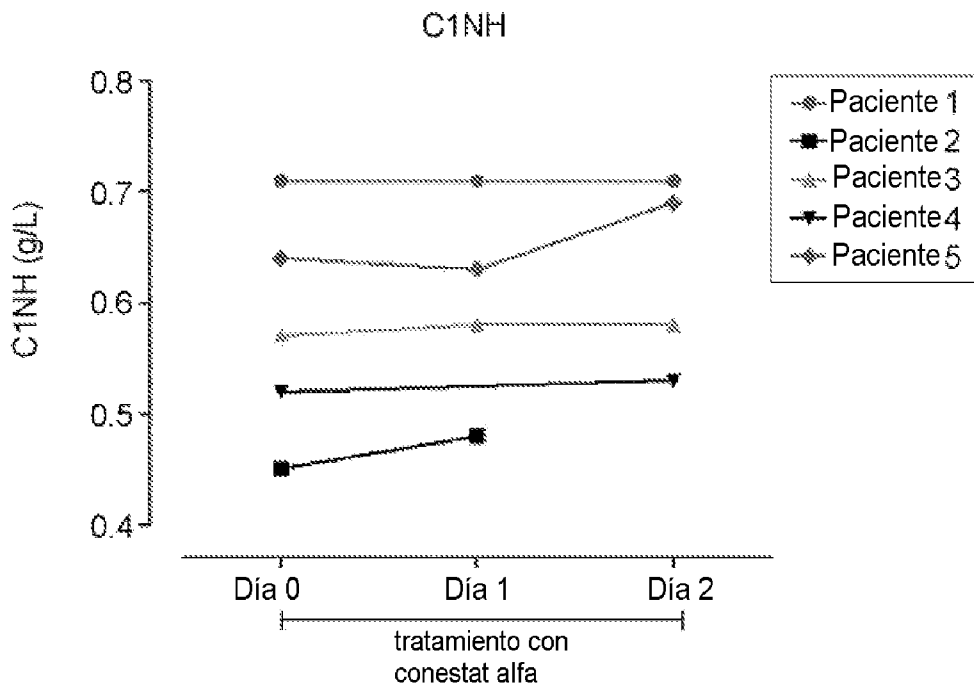 C1NH
C1NH (g/L)
0.8
0.7
0.6
0.5
0.4
Día 0 Día 1 Día 2
tratamiento con
conestat alfa
Paciente 1
Paciente 2
Paciente 3
Paciente 4
Paciente 5